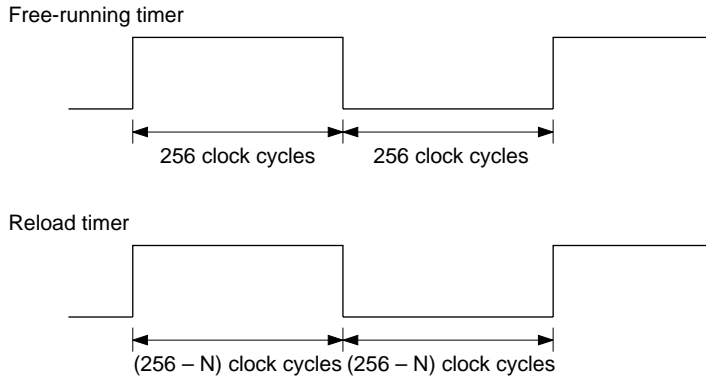 Free-running timer
256 clock cycles 256 clock cycles
Reload timer
(256 – N) clock cycles (256 – N) clock cycles